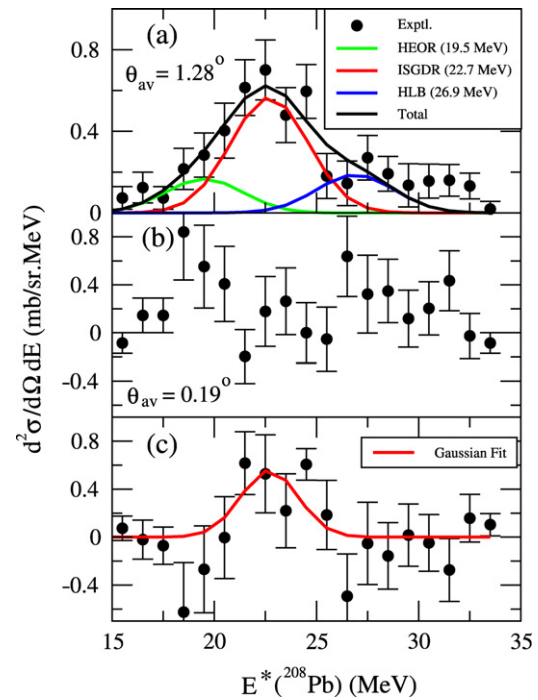 (a)
θav = 1.28°
Exptl.
HEOR (19.5 MeV)
ISGDR (22.7 MeV)
HLB (26.9 MeV)
Total
0.8
0.4
0
(b)
0.8
0.4
0
-0.4
θav = 0.19°
(c)
Gaussian Fit
0.8
0.4
0
-0.4
d²σ/dΩ dE (mb/sr.MeV)
15 20 25 30 35
E*(²⁰⁸Pb) (MeV)